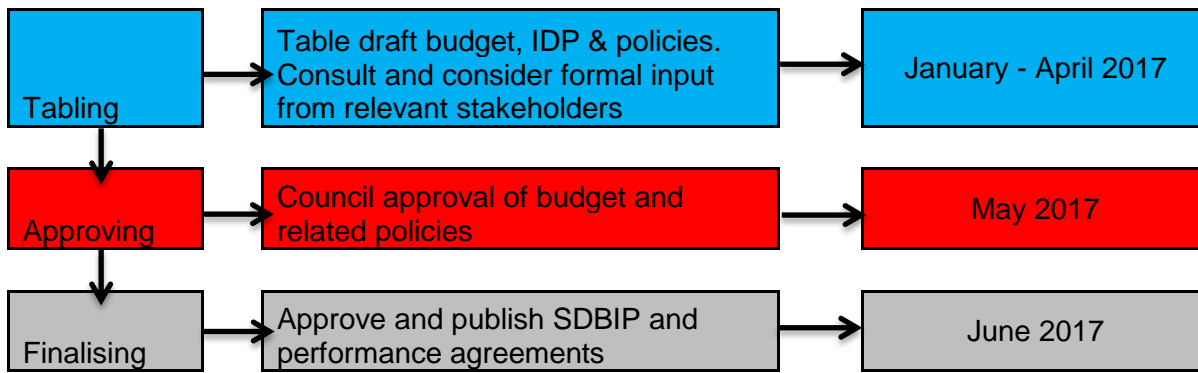 Tabling
Table draft budget, IDP & policies.
Consult and consider formal input
from relevant stakeholders
January - April 2017
Approving
Council approval of budget and
related policies
May 2017
Finalising
Approve and publish SDBIP and
performance agreements
June 2017